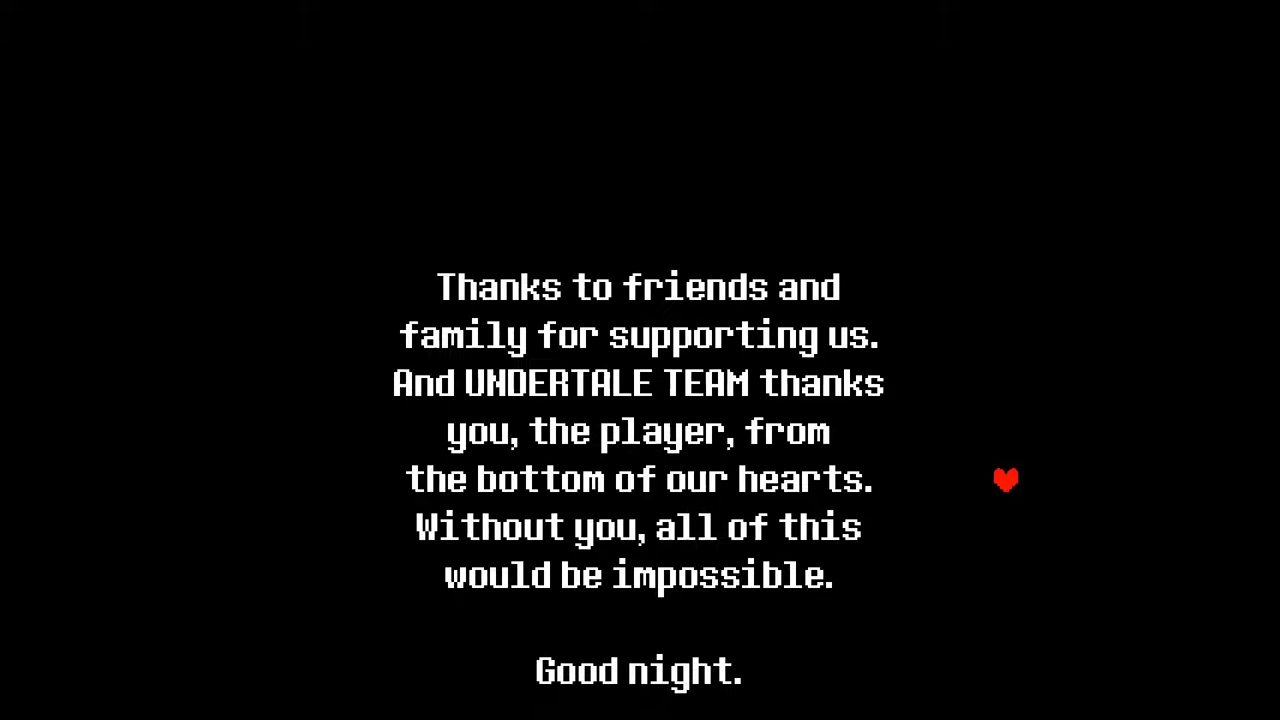 Thanks to friends and
family for supporting us.
And UNDERTALE TEAM thanks
you, the player, from
the bottom of our hearts.
Without you, all of this
would be impossible.
Good night.